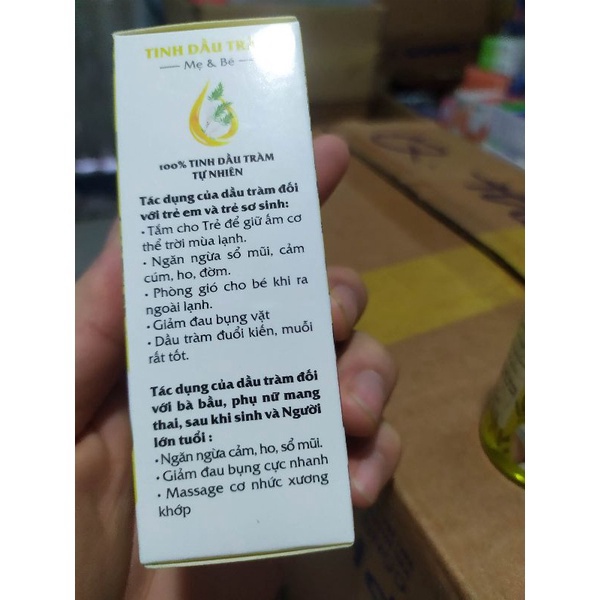 TINH DẦU TRÀM
Mẹ & Bé
100% TINH DẦU TRÀM
TỰ NHIÊN
Tác dụng của dầu tràm đối
với trẻ em và trẻ sơ sinh:
• Tắm cho Trẻ để giữ ấm cơ
thể trời mùa lạnh.
• Ngăn ngừa sổ mũi, cảm
cúm, ho, đờm.
• Phòng gió cho bé khi ra
ngoài lạnh.
• Giảm đau bụng vặt
• Dầu tràm đuổi kiến, muỗi
rất tốt.
Tác dụng của dầu tràm đối
với bà bầu, phụ nữ mang
thai, sau khi sinh và Người
lớn tuổi :
• Ngăn ngừa cảm, ho, sổ mũi.
• Giảm đau bụng cực nhanh
• Massage cơ nhức xương
khớp